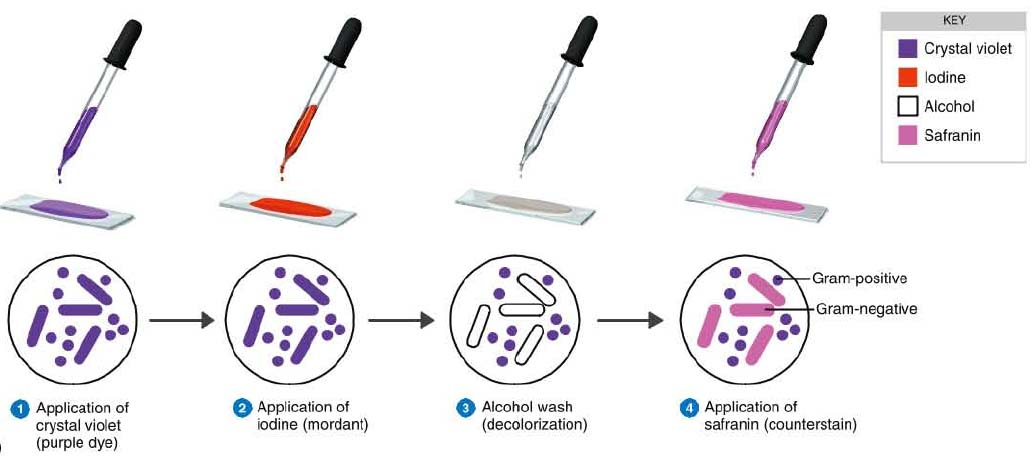 KEY
Crystal violet
Iodine
Alcohol
Safranin
Gram-positive
Gram-negative
1 Application of
crystal violet
(purple dye)
2 Application of
iodine (mordant)
3 Alcohol wash
(decolorization)
4 Application of
safranin (counterstain)